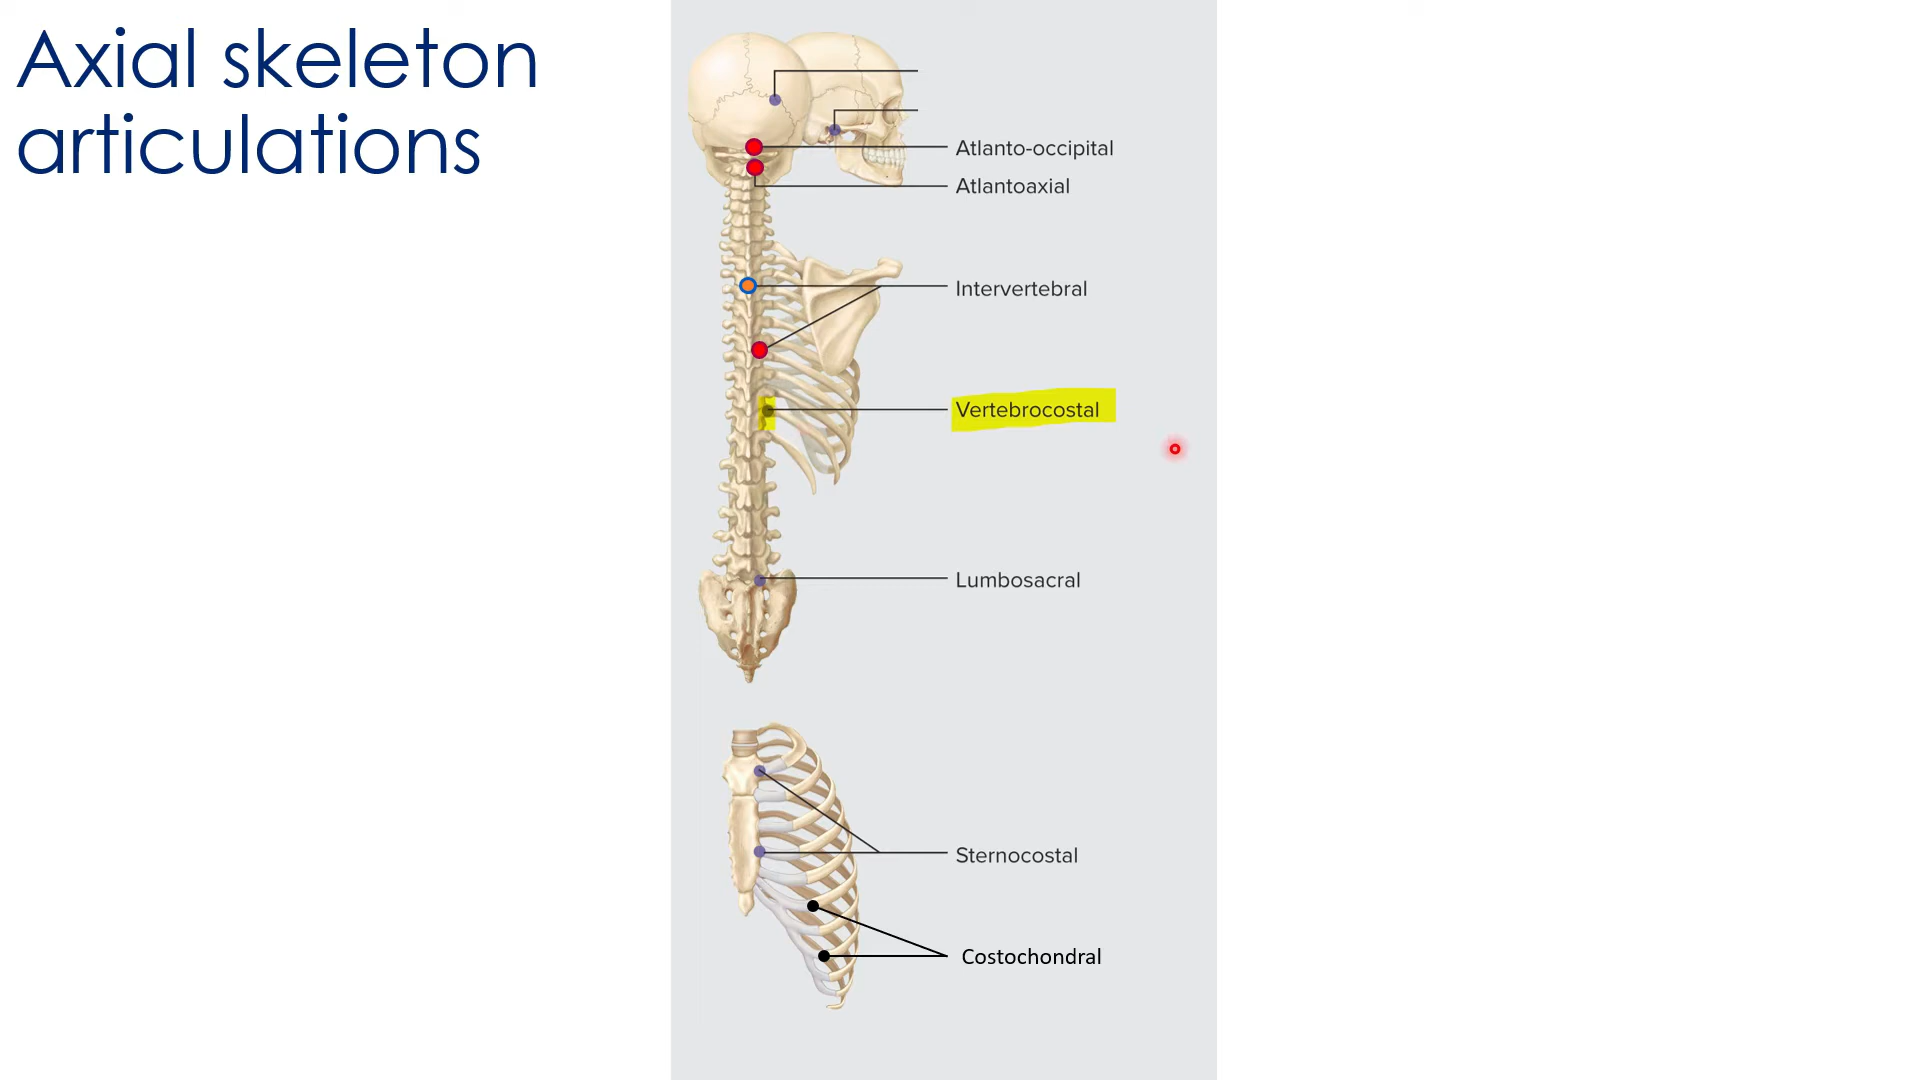 Axial skeleton
articulations
Atlanto-occipital
Atlantoaxial
Intervertebral
Vertebrocostal
Lumbosacral
Sternocostal
Costochondral